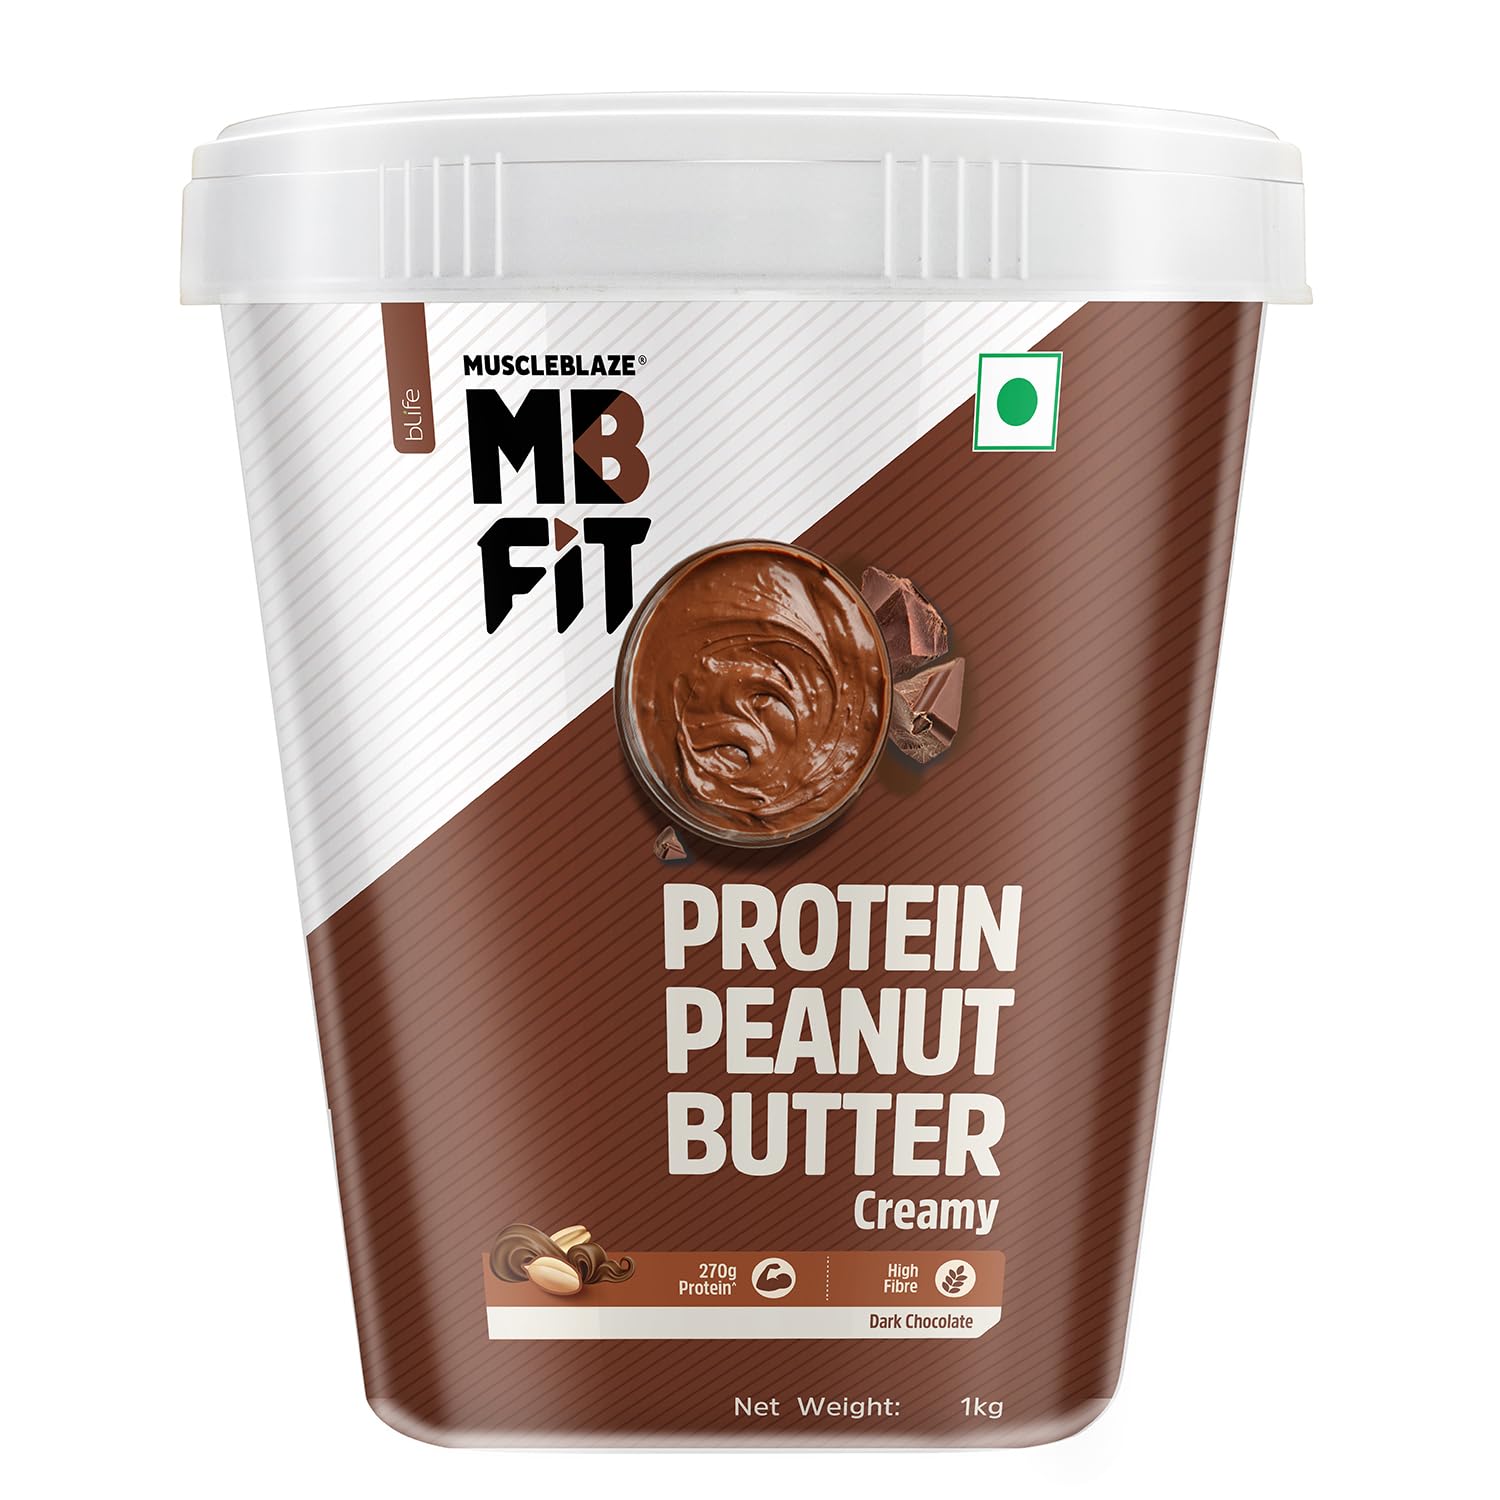 bLife
MUSCLEBLAZE®
MB
FiT
PROTEIN
PEANUT
BUTTER
Creamy
270g
Protein^
High
Fibre
Dark Chocolate
Net Weight: 1kg